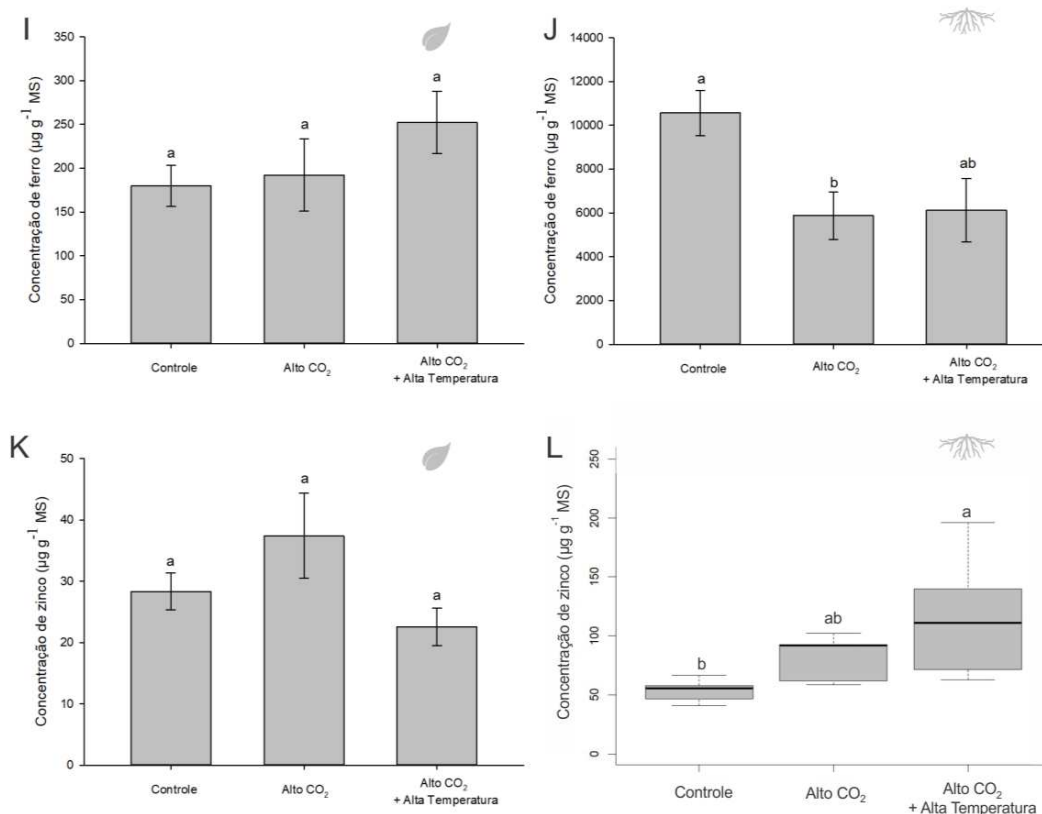 I
Concentração de ferro (µg g⁻¹ MS)
350
300
250
200
150
100
50
0
a
a
a
Controle
Alto CO₂
Alto CO₂
+ Alta Temperatura
J
Concentração de ferro (µg g⁻¹ MS)
14000
12000
10000
8000
6000
4000
2000
0
a
b
ab
Controle
Alto CO₂
Alto CO₂
+ Alta Temperatura
K
Concentração de zinco (µg g⁻¹ MS)
50
40
30
20
10
0
a
a
a
Controle
Alto CO₂
Alto CO₂
+ Alta Temperatura
L
Concentração de zinco (µg g⁻¹ MS)
250
200
150
100
50
0
b
ab
a
Controle
Alto CO₂
Alto CO₂
+ Alta Temperatura